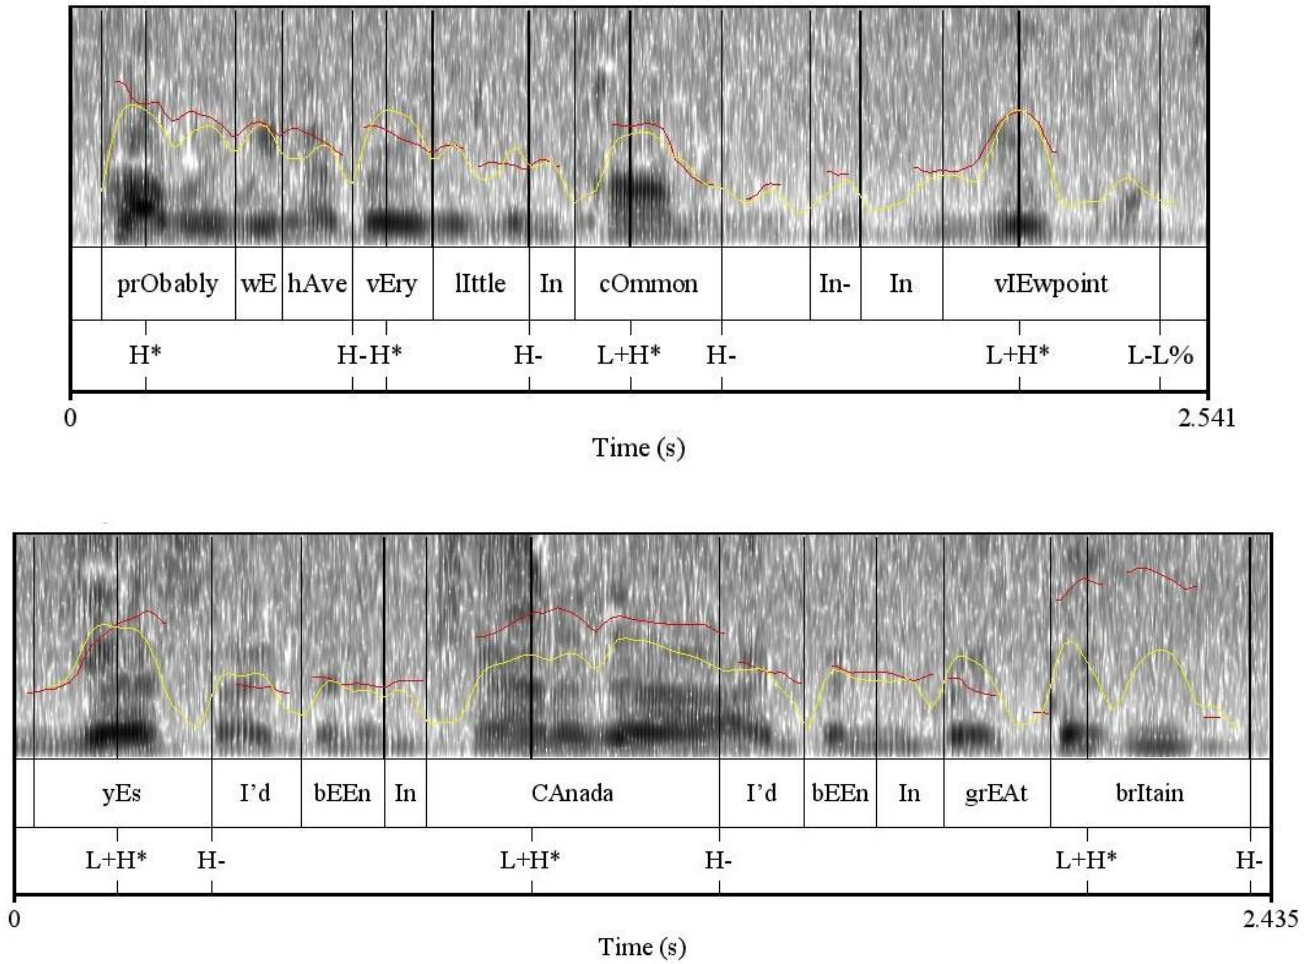 prObably wE hAve vEry lIttle In cOmmon In- In vIEwpoint
H* H- H* H- L+H* H- L+H* L-L%
0 2.541
Time (s)
yEs I'd bEEn In CAnada I'd bEEn In grEAt brItain
L+H* H- L+H* H- L+H* H-
0 2.435
Time (s)